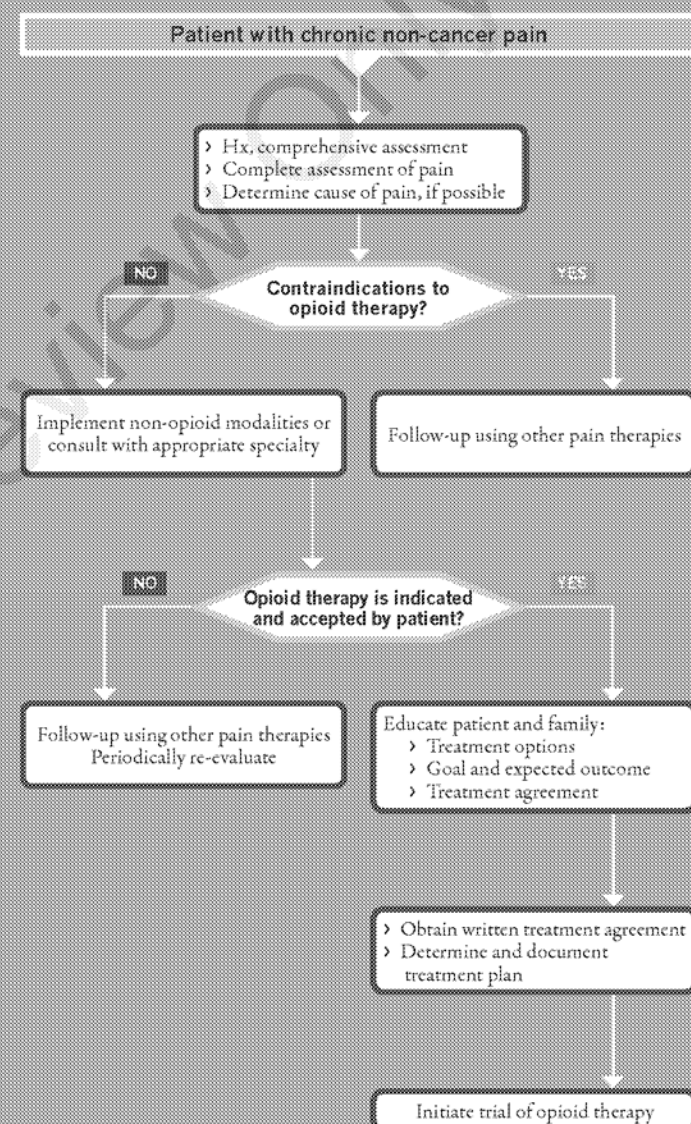 Patient with chronic non-cancer pain
› Hx, comprehensive assessment
› Complete assessment of pain
› Determine cause of pain, if possible
NO
YES
Contraindications to
opioid therapy?
Implement non-opioid modalities or
consult with appropriate specialty
Follow-up using other pain therapies
NO
YES
Opioid therapy is indicated
and accepted by patient?
Follow-up using other pain therapies
Periodically re-evaluate
Educate patient and family:
› Treatment options
› Goal and expected outcome
› Treatment agreement
› Obtain written treatment agreement
› Determine and document
treatment plan
Initiate trial of opioid therapy